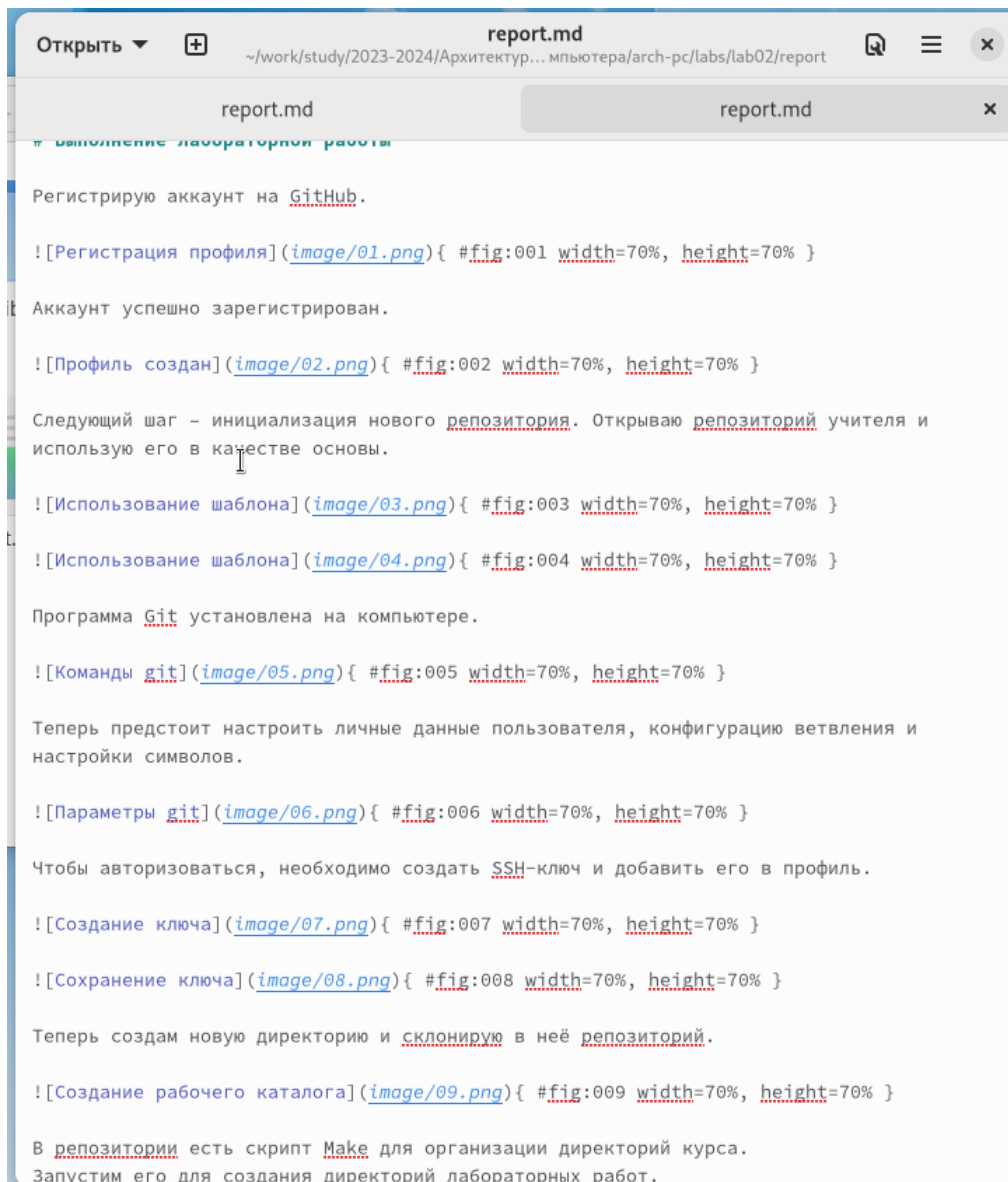 Открыть
report.md
~/work/study/2023-2024/Архитектур... мпьютера/arch-pc/labs/lab02/report
report.md
report.md
# Выполнение лабораторной работы
Регистрирую аккаунт на GitHub.
![Регистрация профиля](image/01.png){ #fig:001 width=70%, height=70% }
Аккаунт успешно зарегистрирован.
![Профиль создан](image/02.png){ #fig:002 width=70%, height=70% }
Следующий шаг – инициализация нового репозитория. Открываю репозиторий учителя и
использую его в качестве основы.
![Использование шаблона](image/03.png){ #fig:003 width=70%, height=70% }
![Использование шаблона](image/04.png){ #fig:004 width=70%, height=70% }
Программа Git установлена на компьютере.
![Команды git](image/05.png){ #fig:005 width=70%, height=70% }
Теперь предстоит настроить личные данные пользователя, конфигурацию ветвления и
настройки символов.
![Параметры git](image/06.png){ #fig:006 width=70%, height=70% }
Чтобы авторизоваться, необходимо создать SSH-ключ и добавить его в профиль.
![Создание ключа](image/07.png){ #fig:007 width=70%, height=70% }
![Сохранение ключа](image/08.png){ #fig:008 width=70%, height=70% }
Теперь создам новую директорию и склонирую в неё репозиторий.
![Создание рабочего каталога](image/09.png){ #fig:009 width=70%, height=70% }
В репозитории есть скрипт Make для организации директорий курса.
Запустим его для создания директорий лабораторных работ.